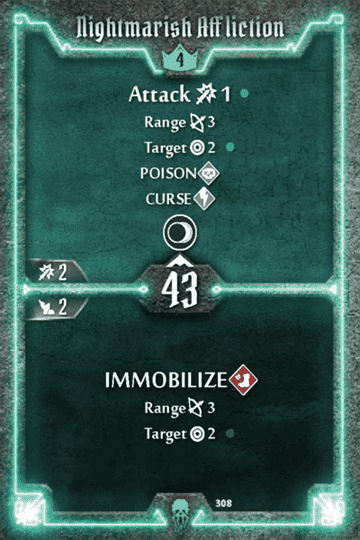 Nightmarish Affliction
4
Attack 1
Range 3
Target 2
POISON
CURSE
2
43
2
IMMOBILIZE
Range 3
Target 2
308